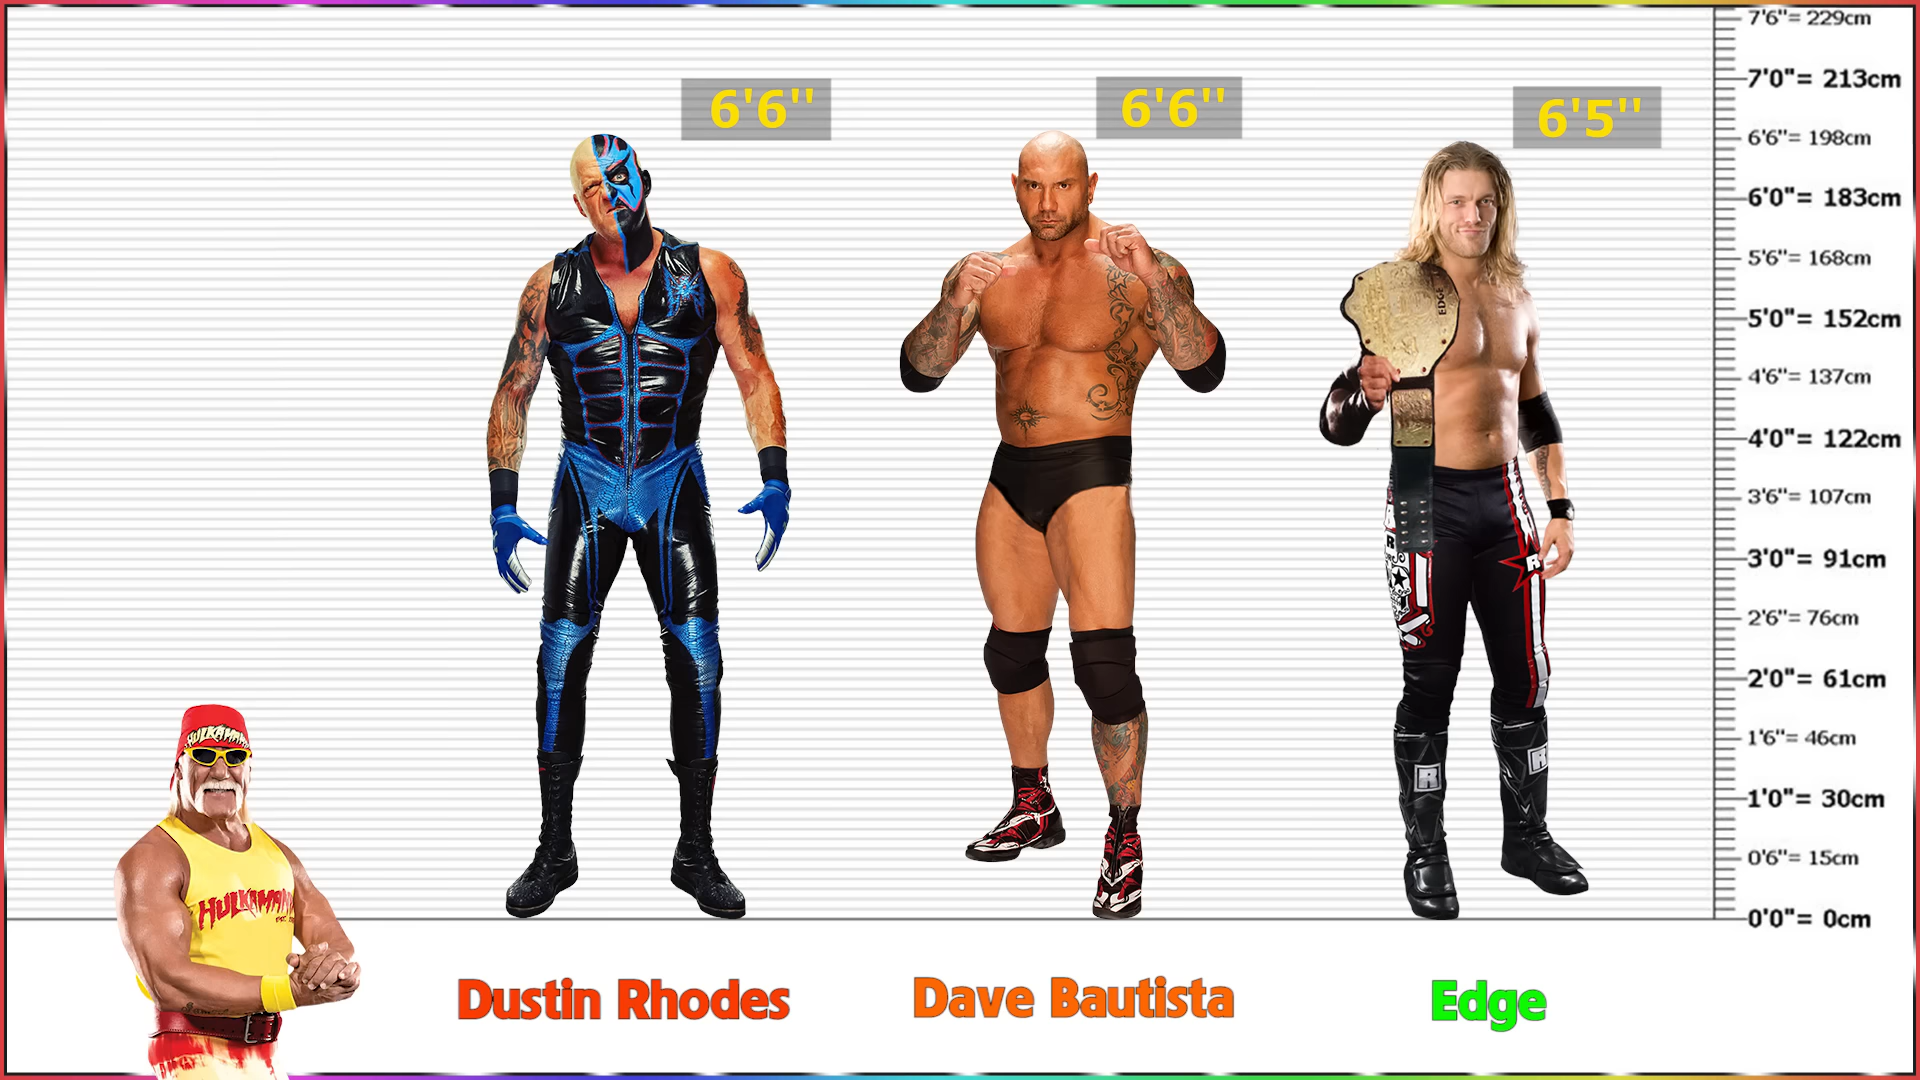 7'6"= 229cm
7'0"= 213cm
6'6"= 198cm
6'0"= 183cm
5'6"= 168cm
5'0"= 152cm
4'6"= 137cm
4'0"= 122cm
3'6"= 107cm
3'0"= 91cm
2'6"= 76cm
2'0"= 61cm
1'6"= 46cm
1'0"= 30cm
0'6"= 15cm
0'0"= 0cm
6'6''
6'6''
6'5''
EDGE
R
R
R
R
HULKAMANIA
HULKAMANIA
Dustin Rhodes
Dave Bautista
Edge